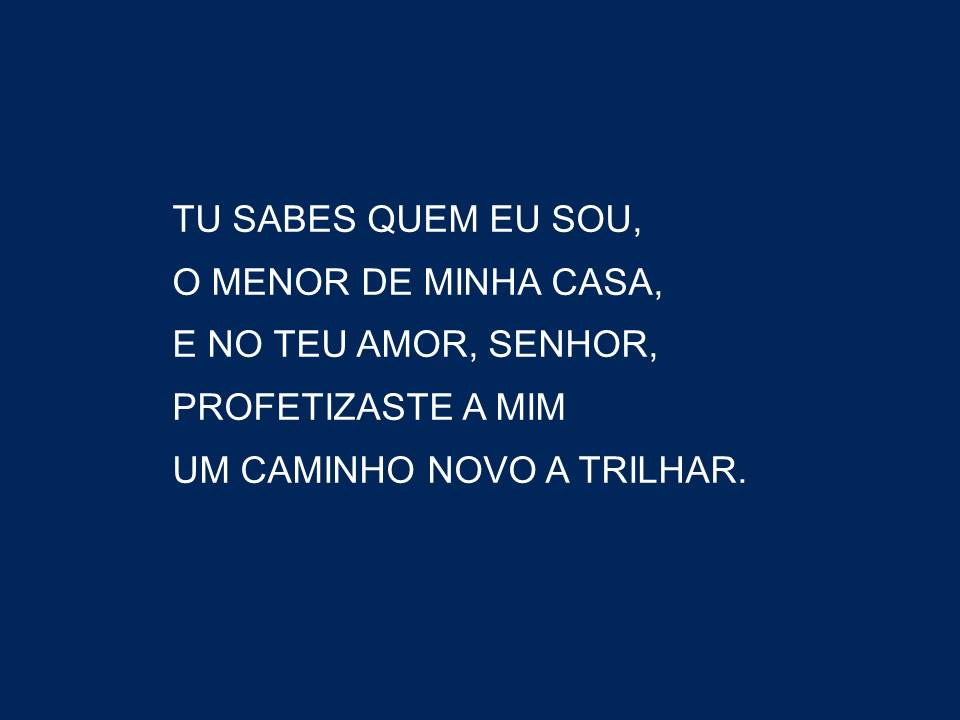 TU SABES QUEM EU SOU,
O MENOR DE MINHA CASA,
E NO TEU AMOR, SENHOR,
PROFETIZASTE A MIM
UM CAMINHO NOVO A TRILHAR.